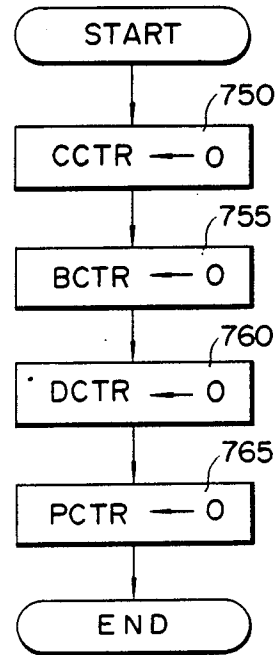 START
750
CCTR ← 0
755
BCTR ← 0
760
DCTR ← 0
765
PCTR ← 0
END